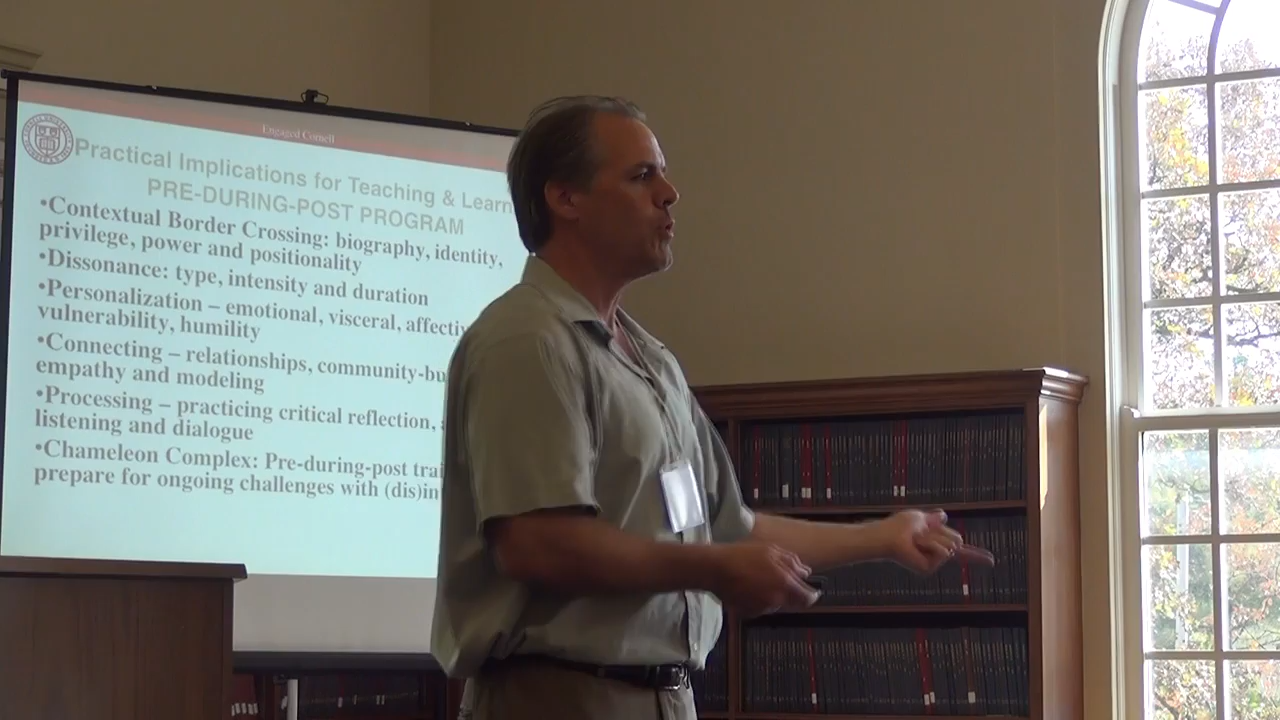 Engaged Cornell
Practical Implications for Teaching & Learn
PRE-DURING-POST PROGRAM
•Contextual Border Crossing: biography, identity,
privilege, power and positionality
•Dissonance: type, intensity and duration
•Personalization – emotional, visceral, affectiv
vulnerability, humility
•Connecting – relationships, community-bu
empathy and modeling
•Processing – practicing critical reflection,
listening and dialogue
•Chameleon Complex: Pre-during-post trai
prepare for ongoing challenges with (dis)in